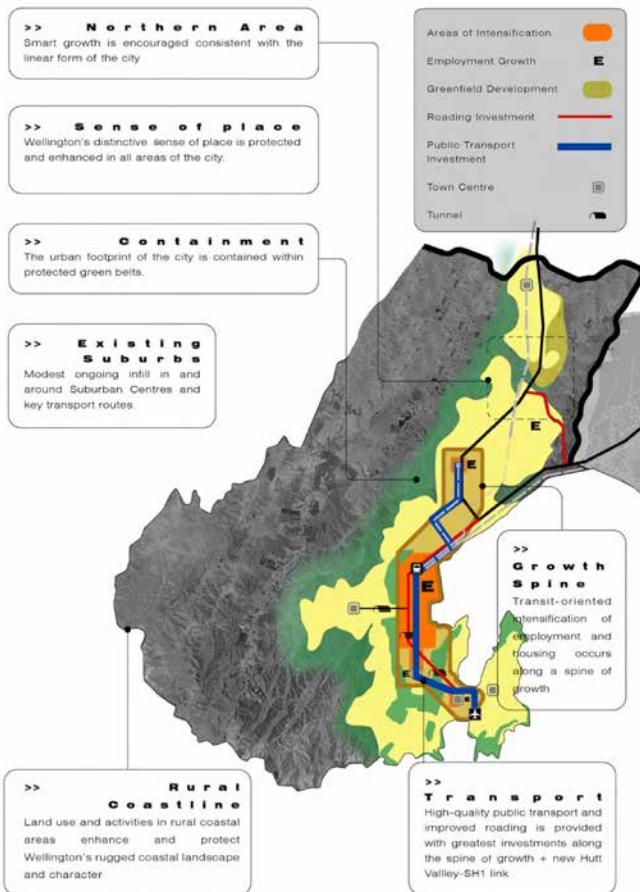 >> Northern Area
Smart growth is encouraged consistent with the
linear form of the city
>> Sense of place
Wellington's distinctive sense of place is protected
and enhanced in all areas of the city.
>> Containment
The urban footprint of the city is contained within
protected green belts.
>> Existing
Suburbs
Modest ongoing infill in and
around Suburban Centres and
key transport routes.
Areas of Intensification
Employment Growth E
Greenfield Development
Roading Investment
Public Transport
Investment
Town Centre
Tunnel
E
E
E
E
E
>>
Growth
Spine
Transit-oriented
intensification of
employment and
housing occurs
along a spine of
growth
>> Rural
Coastline
Land use and activities in rural coastal
areas enhance and protect
Wellington's rugged coastal landscape
and character
>>
Transport
High-quality public transport and
improved roading is provided
with greatest investments along
the spine of growth + new Hutt
Vallley-SH1 link